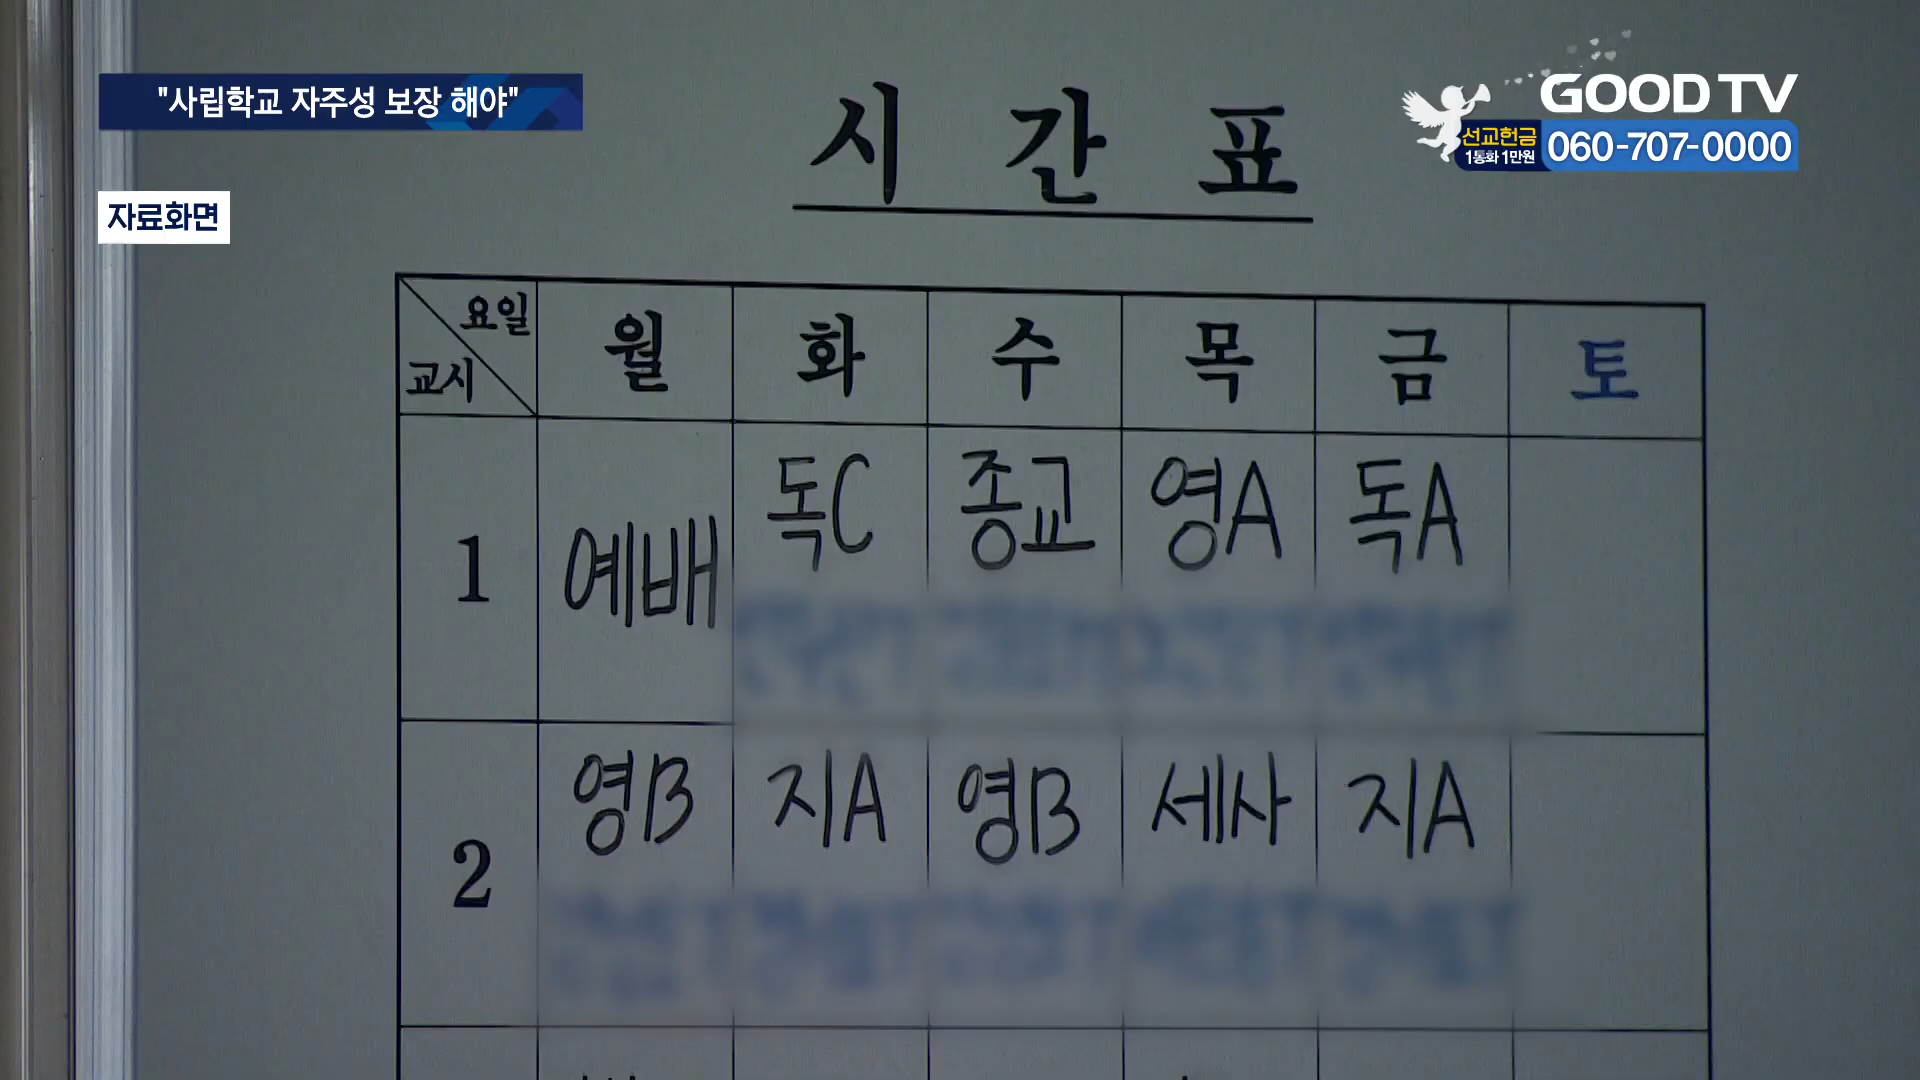 "사립학교 자주성 보장 해야"
GOOD TV
선교헌금
1통화 1만원
060-707-0000
자료화면
시 간 표
요일
교시
월 화 수 목 금 토
1 예배 독C 종교 영A 독A
2 영B 지A 영B 세사 지A